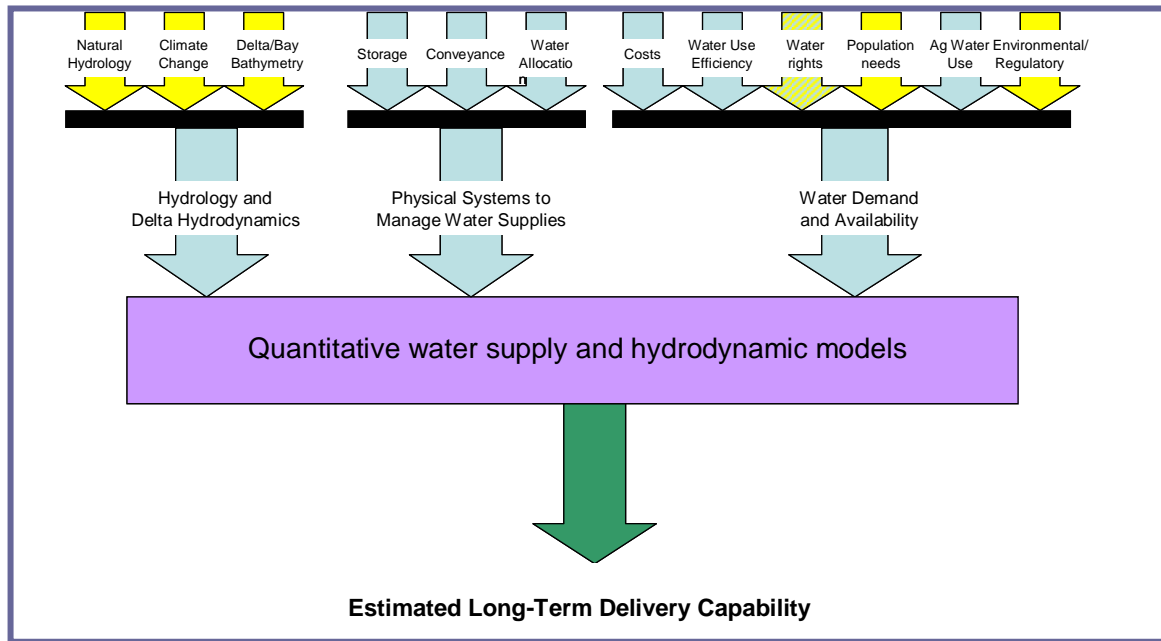 Natural
Hydrology
Climate
Change
Delta/Bay
Bathymetry
Storage
Conveyance
Water
Allocatio
n
Costs
Water Use
Efficiency
Water
rights
Population
needs
Ag Water
Use
Environmental/
Regulatory
Hydrology and
Delta Hydrodynamics
Physical Systems to
Manage Water Supplies
Water Demand
and Availability
Quantitative water supply and hydrodynamic models
Estimated Long-Term Delivery Capability